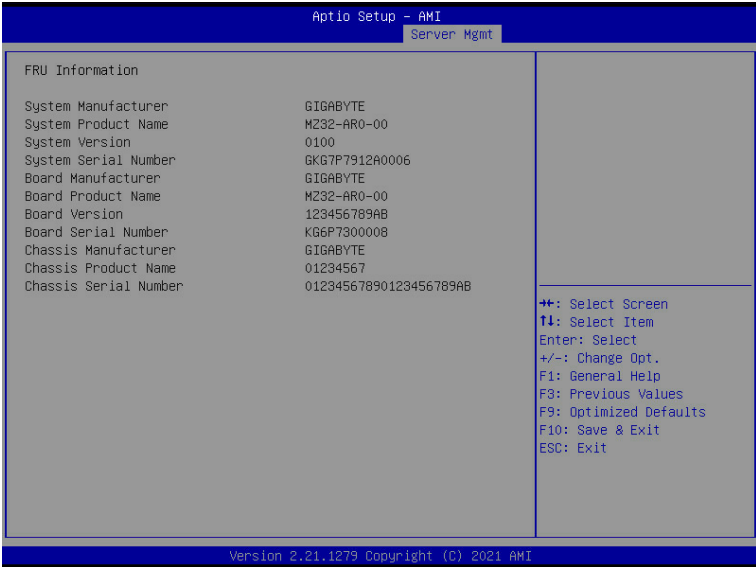 Aptio Setup – AMI
Server Mgmt
FRU Information
System Manufacturer GIGABYTE
System Product Name MZ32-AR0-00
System Version 0100
System Serial Number GKG7P7912A0006
Board Manufacturer GIGABYTE
Board Product Name MZ32-AR0-00
Board Version 123456789AB
Board Serial Number KG6P7300008
Chassis Manufacturer GIGABYTE
Chassis Product Name 01234567
Chassis Serial Number 01234567890123456789AB
→←: Select Screen
↑↓: Select Item
Enter: Select
+/-: Change Opt.
F1: General Help
F3: Previous Values
F9: Optimized Defaults
F10: Save & Exit
ESC: Exit
Version 2.21.1279 Copyright (C) 2021 AMI